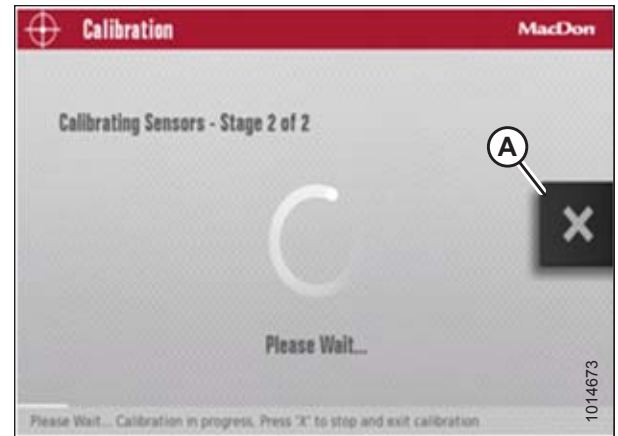 Calibration
MacDon
Calibrating Sensors - Stage 2 of 2
A
X
Please Wait...
Please Wait... Calibration in progress. Press "X" to stop and exit calibration
1014673